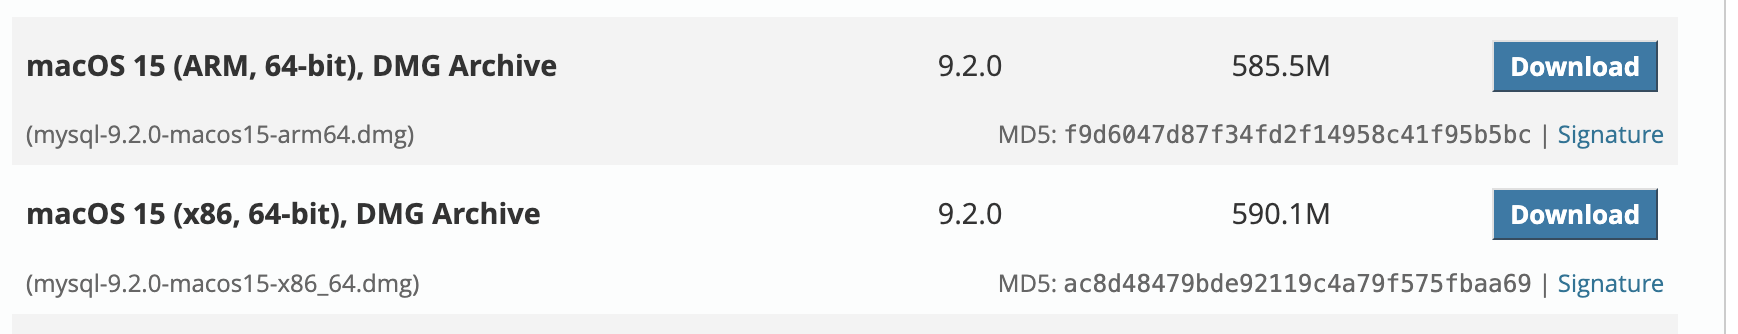 macOS 15 (ARM, 64-bit), DMG Archive 9.2.0 585.5M Download
(mysql-9.2.0-macos15-arm64.dmg) MD5: f9d6047d87f34fd2f14958c41f95b5bc | Signature
macOS 15 (x86, 64-bit), DMG Archive 9.2.0 590.1M Download
(mysql-9.2.0-macos15-x86_64.dmg) MD5: ac8d48479bde92119c4a79f575fbaa69 | Signature